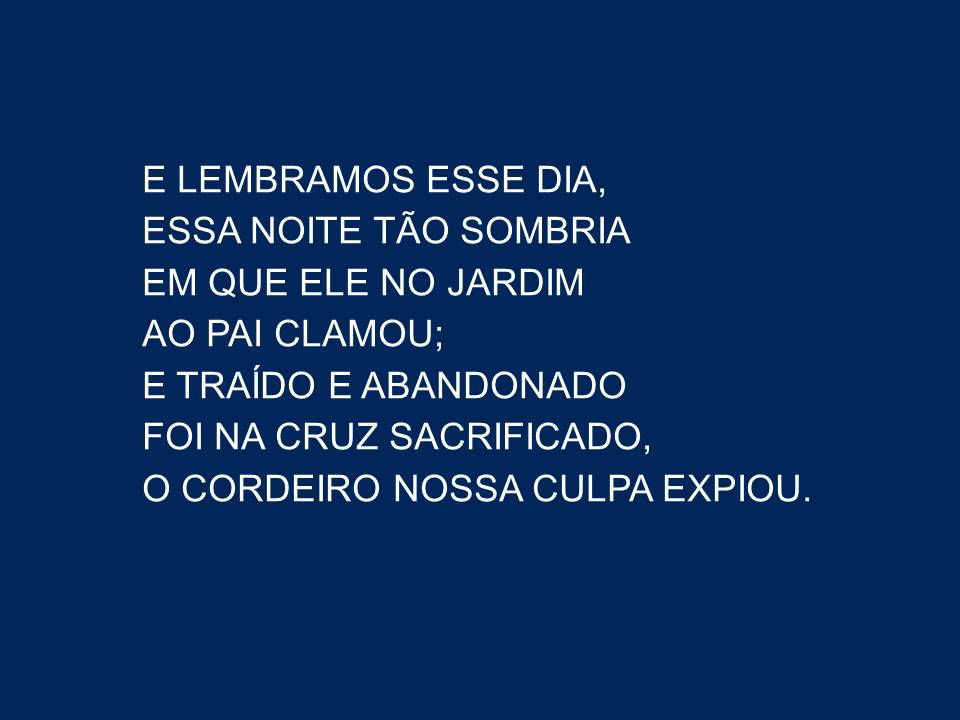 E LEMBRAMOS ESSE DIA,
ESSA NOITE TÃO SOMBRIA
EM QUE ELE NO JARDIM
AO PAI CLAMOU;
E TRAÍDO E ABANDONADO
FOI NA CRUZ SACRIFICADO,
O CORDEIRO NOSSA CULPA EXPIOU.